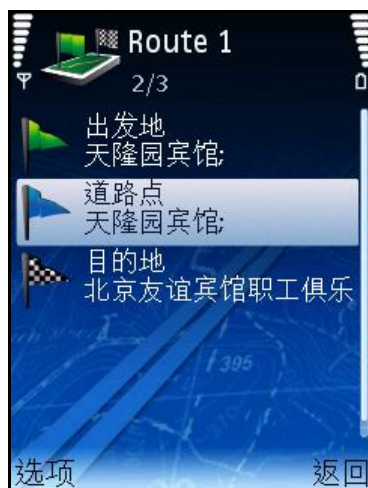 Route 1
2/3
出发地
天隆园宾馆;
道路点
天隆园宾馆;
目的地
北京友谊宾馆职工俱乐
395
选项
返回